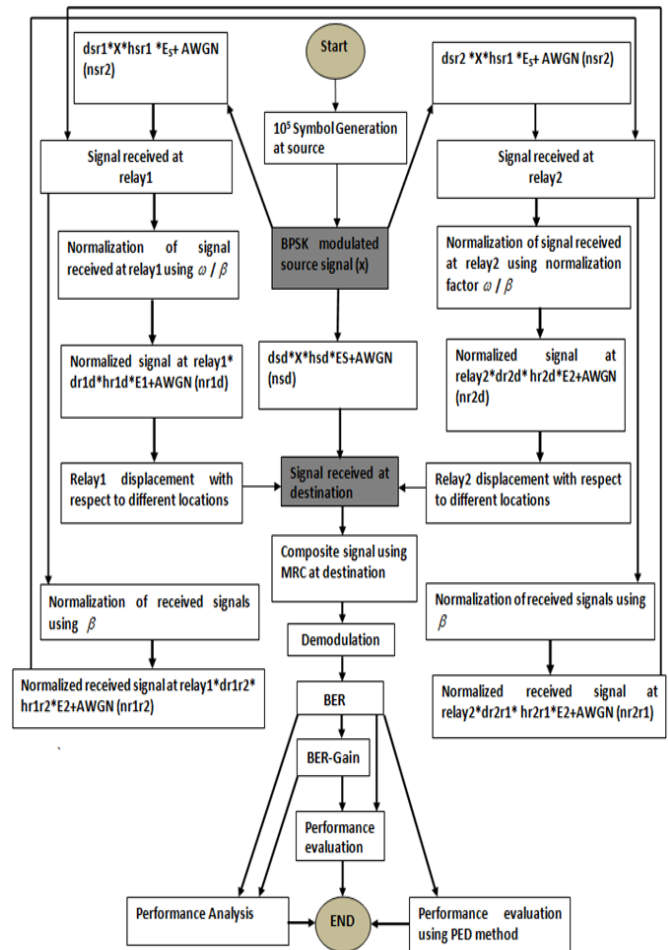 Start
dsr1*X*hsr1 *E_S+ AWGN
(nsr2)
dsr2 *X*hsr1 *E_S+ AWGN
(nsr2)
10⁵ Symbol Generation
at source
Signal received at
relay1
Signal received at
relay2
BPSK modulated
source signal (x)
Normalization of signal
received at relay1 using ω / β
Normalization of signal received
at relay2 using normalization
factor ω / β
dsd*X*hsd*ES+AWGN
(nsd)
Normalized signal at relay1*
dr1d*hr1d*E1+AWGN (nr1d)
Normalized signal at
relay2*dr2d* hr2d*E2+AWGN
(nr2d)
Relay1 displacement with
respect to different locations
Signal received at
destination
Relay2 displacement with respect
to different locations
Composite signal using
MRC at destination
Normalization of received signals
using β
Normalization of received signals using
β
Demodulation
Normalized received signal at relay1*dr1r2*
hr1r2*E2+AWGN (nr1r2)
Normalized received signal at
relay2*dr2r1* hr2r1*E2+AWGN (nr2r1)
BER
BER-Gain
Performance
evaluation
Performance Analysis
END
Performance evaluation
using PED method